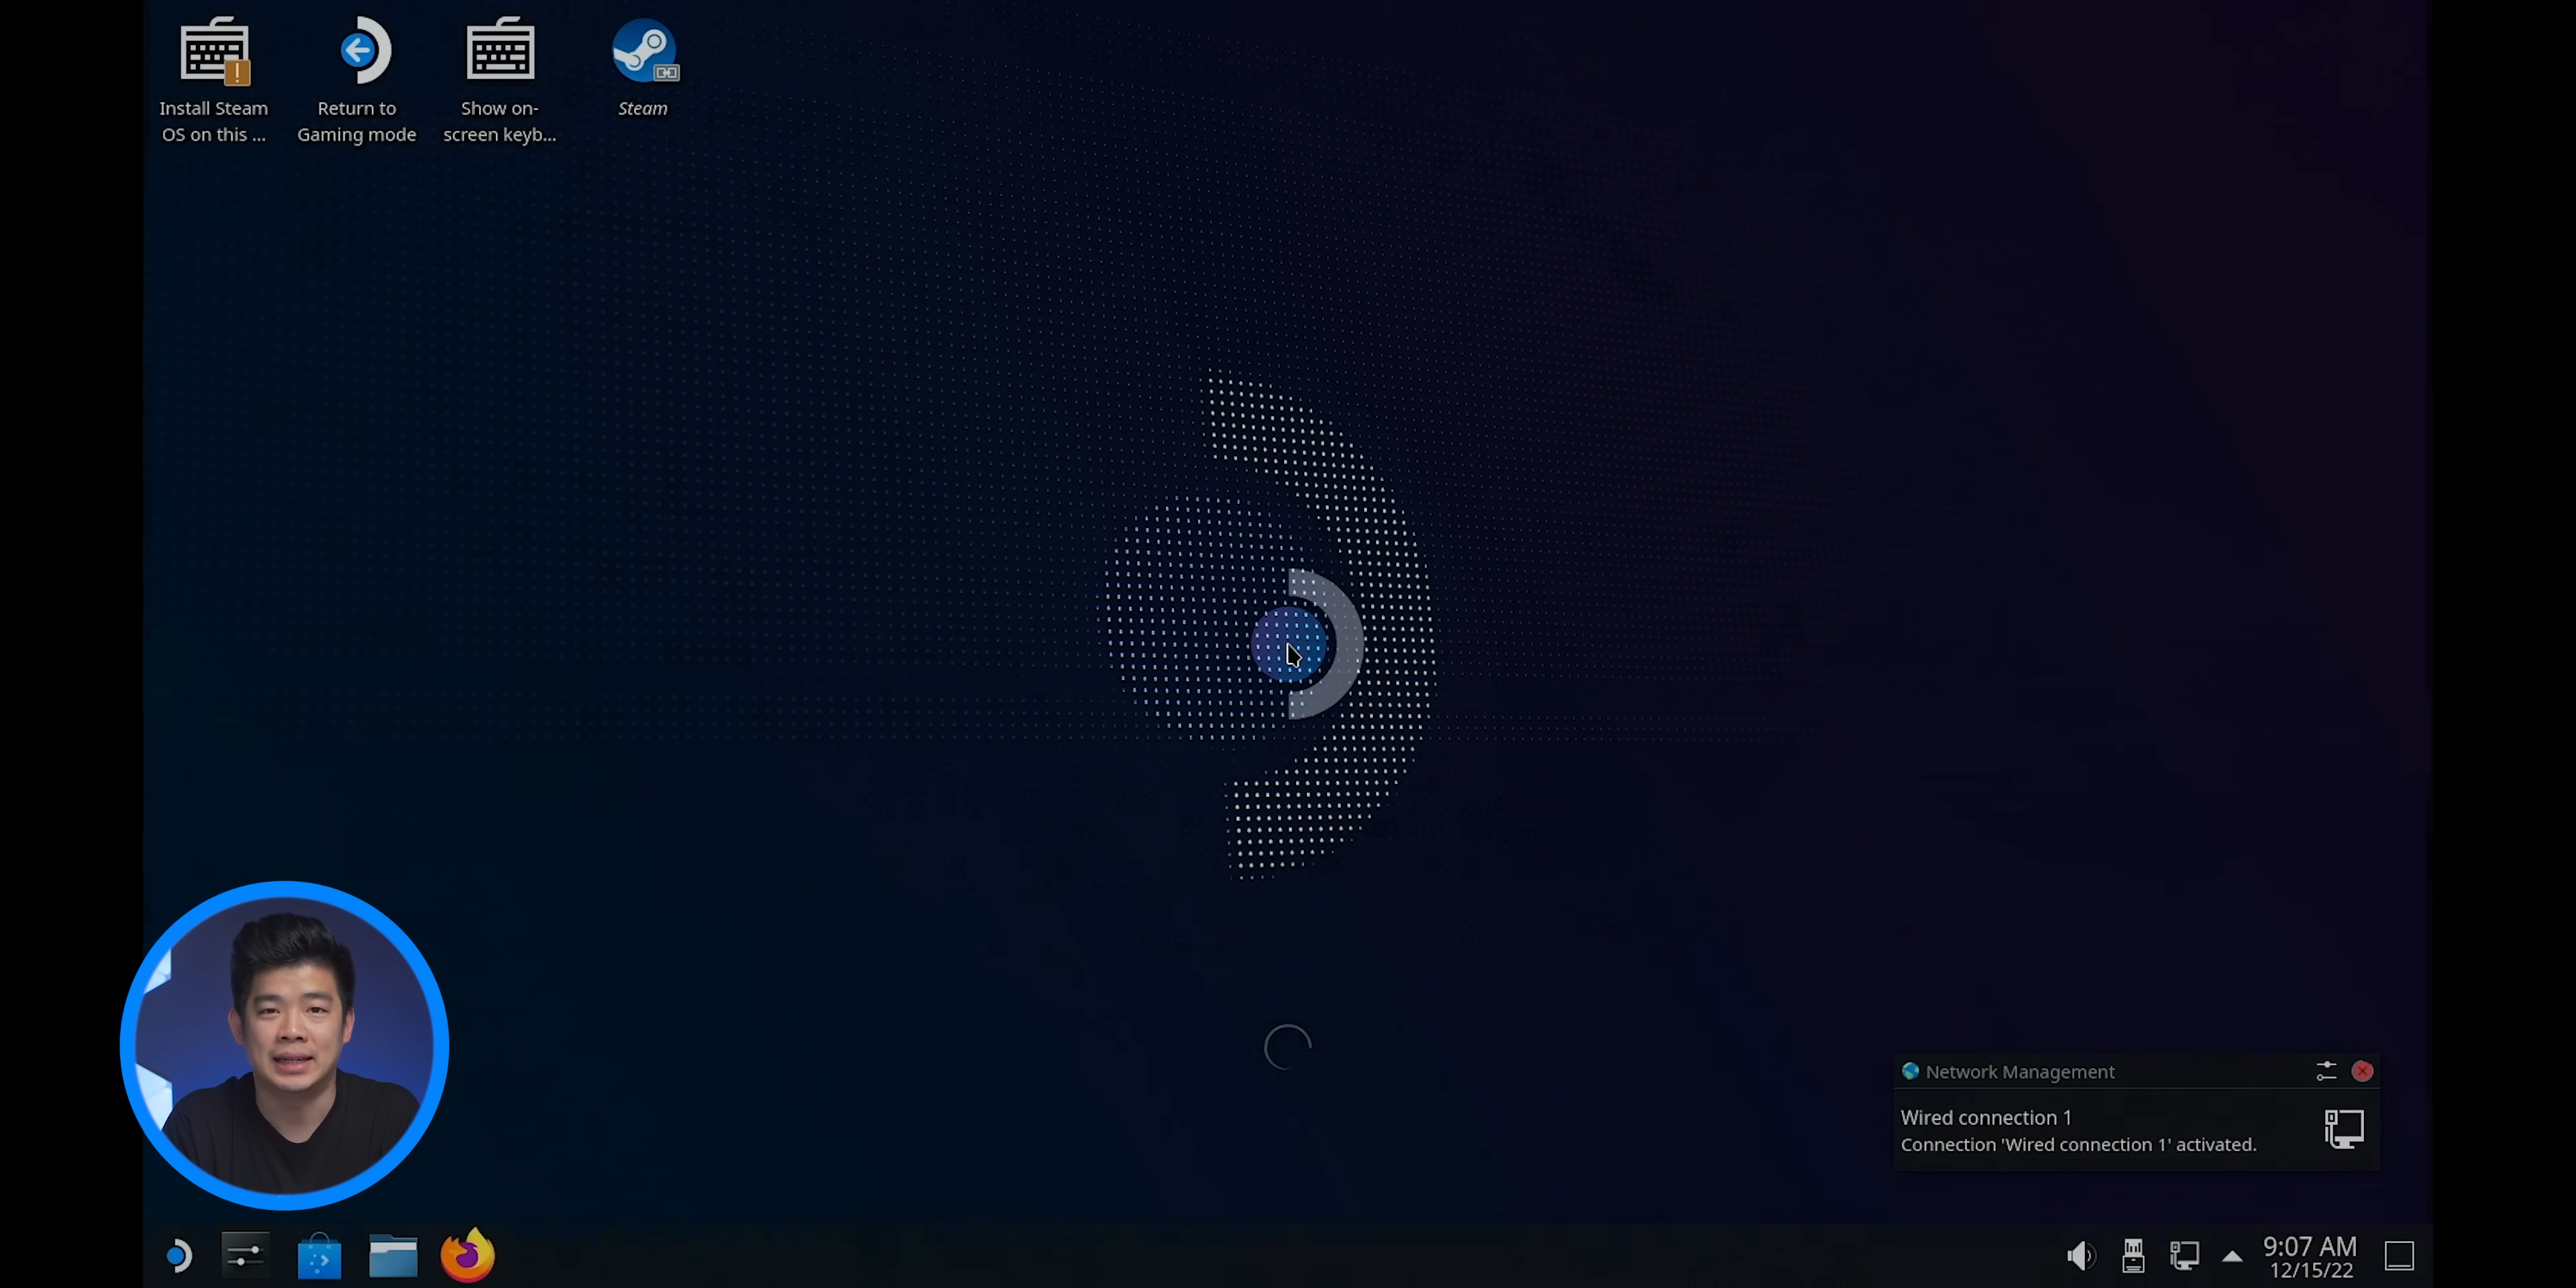 Install Steam
OS on this ...
Return to
Gaming mode
Show on-
screen keyb...
Steam
Network Management
Wired connection 1
Connection 'Wired connection 1' activated.
9:07 AM
12/15/22